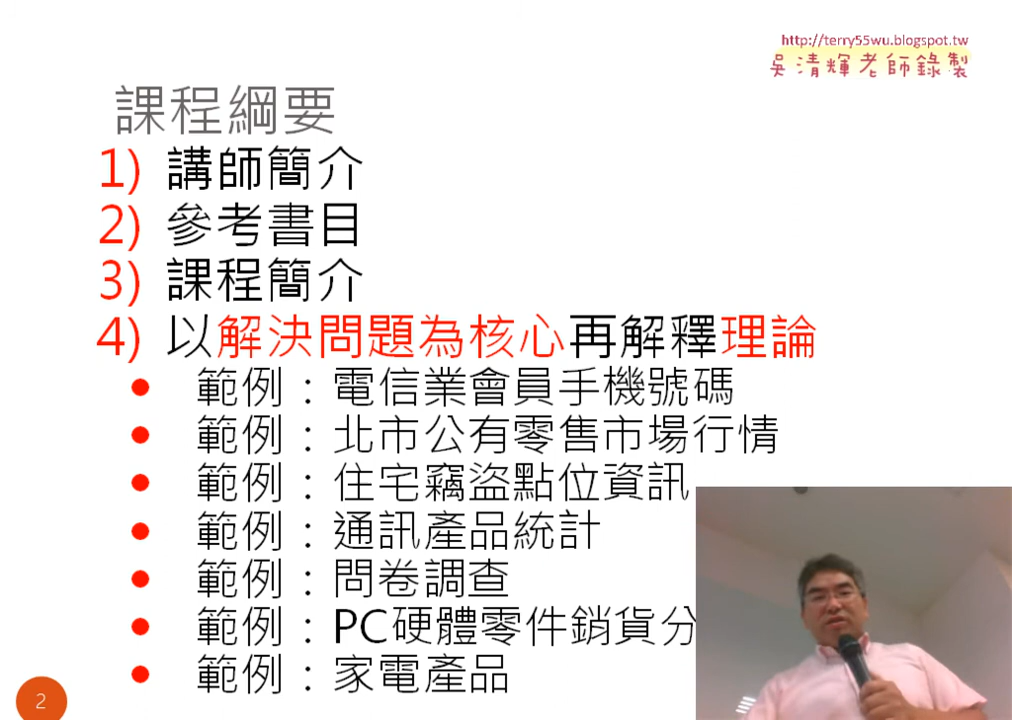 http://terry55wu.blogspot.tw
吳清輝老師錄製
課程綱要
1) 講師簡介
2) 參考書目
3) 課程簡介
4) 以解決問題為核心再解釋理論
• 範例：電信業會員手機號碼
• 範例：北市公有零售市場行情
• 範例：住宅竊盜點位資訊
• 範例：通訊產品統計
• 範例：問卷調查
• 範例：PC硬體零件銷貨分
• 範例：家電產品
2